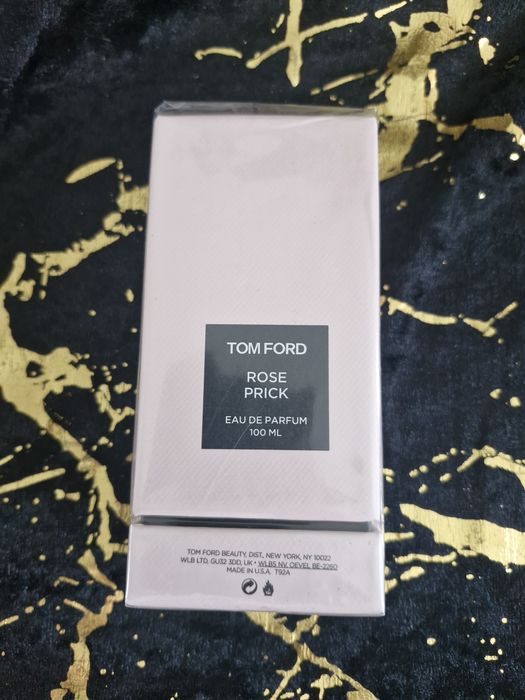 TOM FORD
ROSE
PRICK
EAU DE PARFUM
100 ML
TOM FORD BEAUTY, DIST., NEW YORK, NY 10022
WLB LTD, GU32 3DD, UK • WLBS NV, OEVEL BE-2260
MADE IN U.S.A. T92A